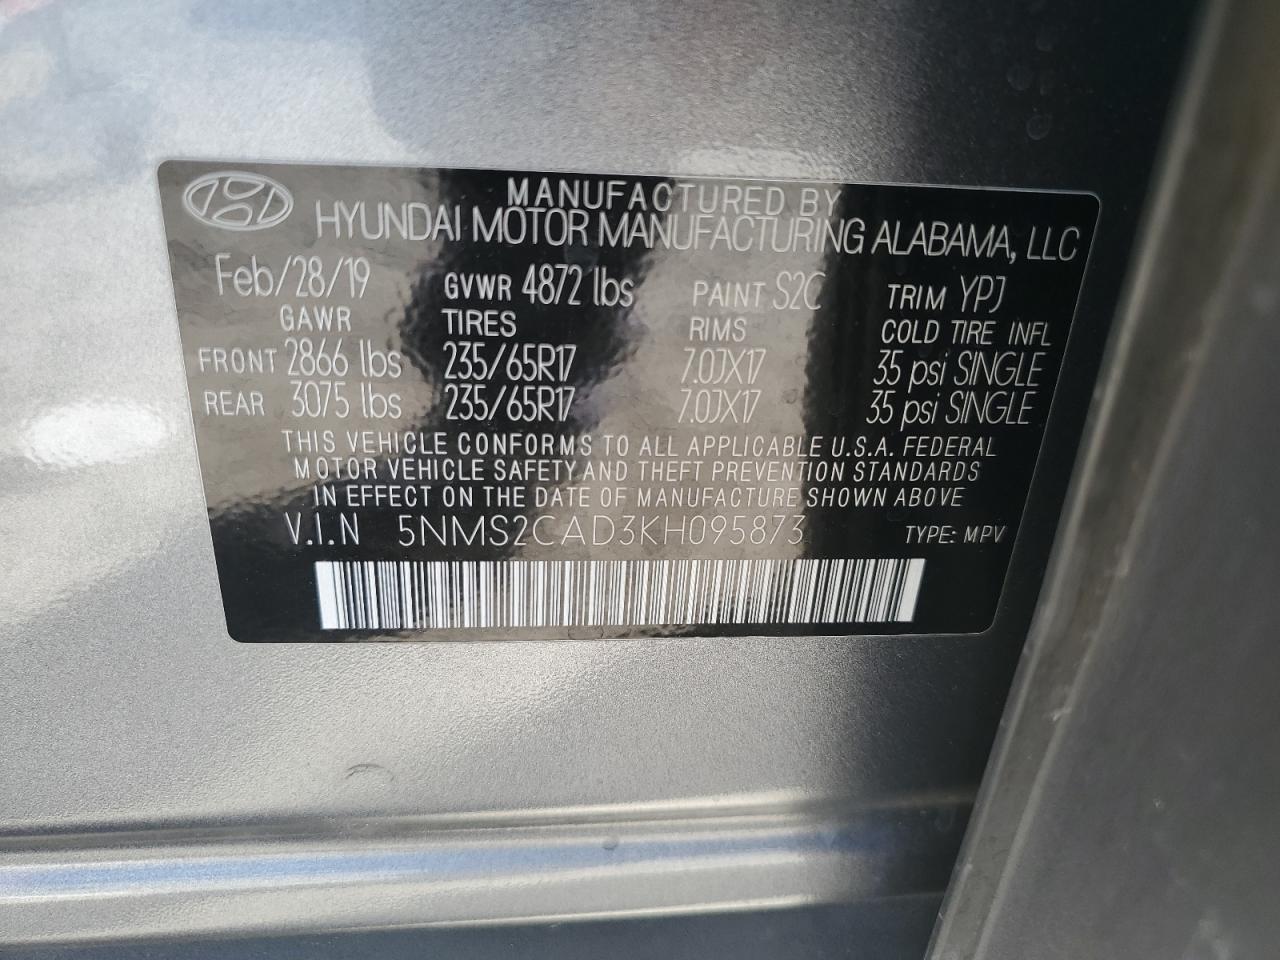 MANUFACTURED BY
HYUNDAI MOTOR MANUFACTURING ALABAMA, LLC
Feb/28/19 GVWR 4872 lbs PAINT S2C TRIM YPJ
GAWR TIRES RIMS COLD TIRE INFL
FRONT 2866 lbs 235/65R17 7.0JX17 35 psi SINGLE
REAR 3075 lbs 235/65R17 7.0JX17 35 psi SINGLE
THIS VEHICLE CONFORMS TO ALL APPLICABLE U.S.A. FEDERAL
MOTOR VEHICLE SAFETY AND THEFT PREVENTION STANDARDS
IN EFFECT ON THE DATE OF MANUFACTURE SHOWN ABOVE
V.I.N 5NMS2CAD3KH095873 TYPE: MPV